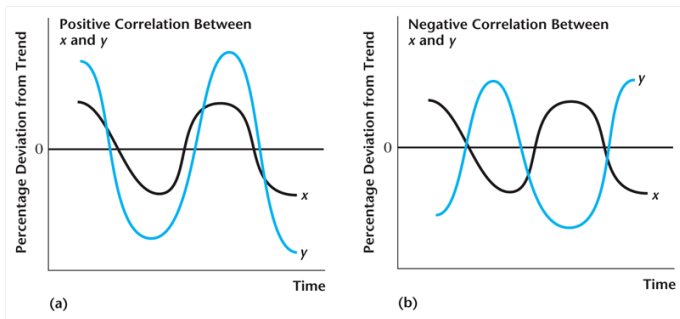 Positive Correlation Between
x and y
Percentage Deviation from Trend
0
x
y
Time
(a)
Negative Correlation Between
x and y
Percentage Deviation from Trend
0
y
x
Time
(b)